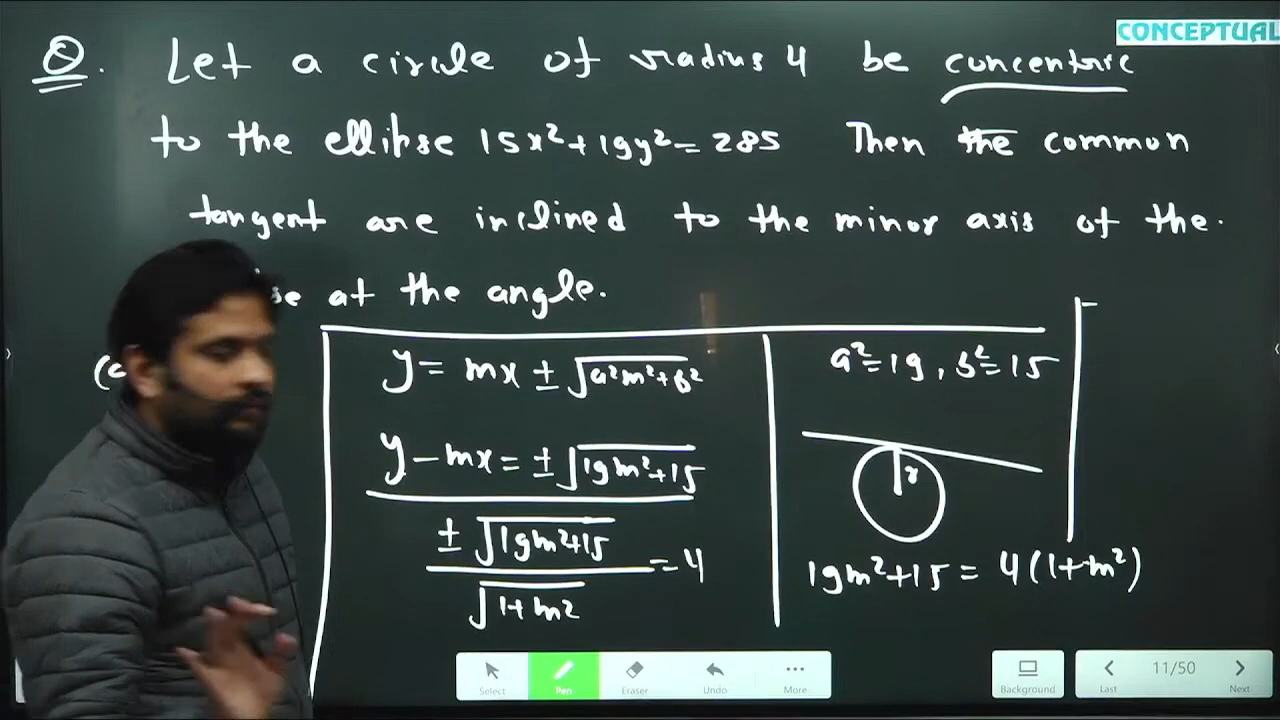 CONCEPTUAL
Q. Let a circle of radius 4 be concentric
to the ellipse 15x²+19y²=285 Then the common
tangent are inclined to the minor axis of the
at the angle.
y = mx ± √a²m²+b²
y-mx = ± √19m²+15
± √19m²+15
= 4
√1+m²
a²=19, b²=15
r
19m²+15 = 4(1+m²)
Select Pen Eraser Undo More
Background
Last 11/50 Next